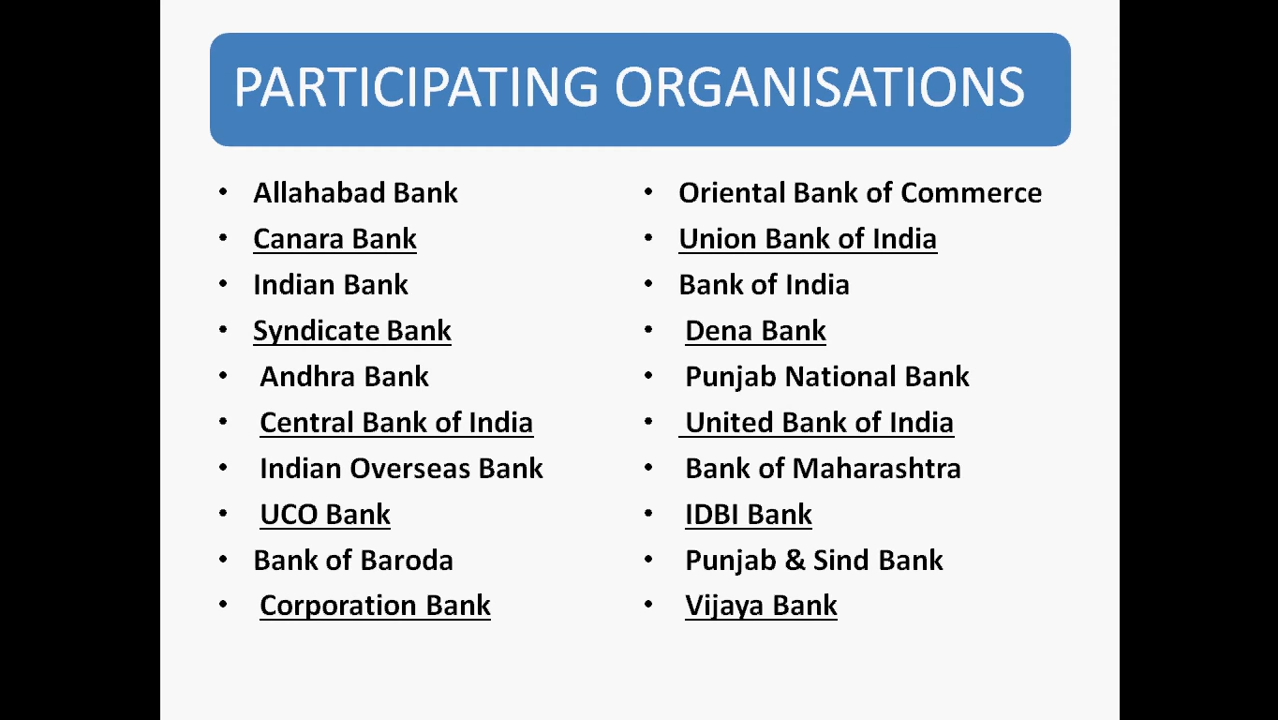 PARTICIPATING ORGANISATIONS
• Allahabad Bank
• Canara Bank
• Indian Bank
• Syndicate Bank
• Andhra Bank
• Central Bank of India
• Indian Overseas Bank
• UCO Bank
• Bank of Baroda
• Corporation Bank
• Oriental Bank of Commerce
• Union Bank of India
• Bank of India
• Dena Bank
• Punjab National Bank
• United Bank of India
• Bank of Maharashtra
• IDBI Bank
• Punjab & Sind Bank
• Vijaya Bank